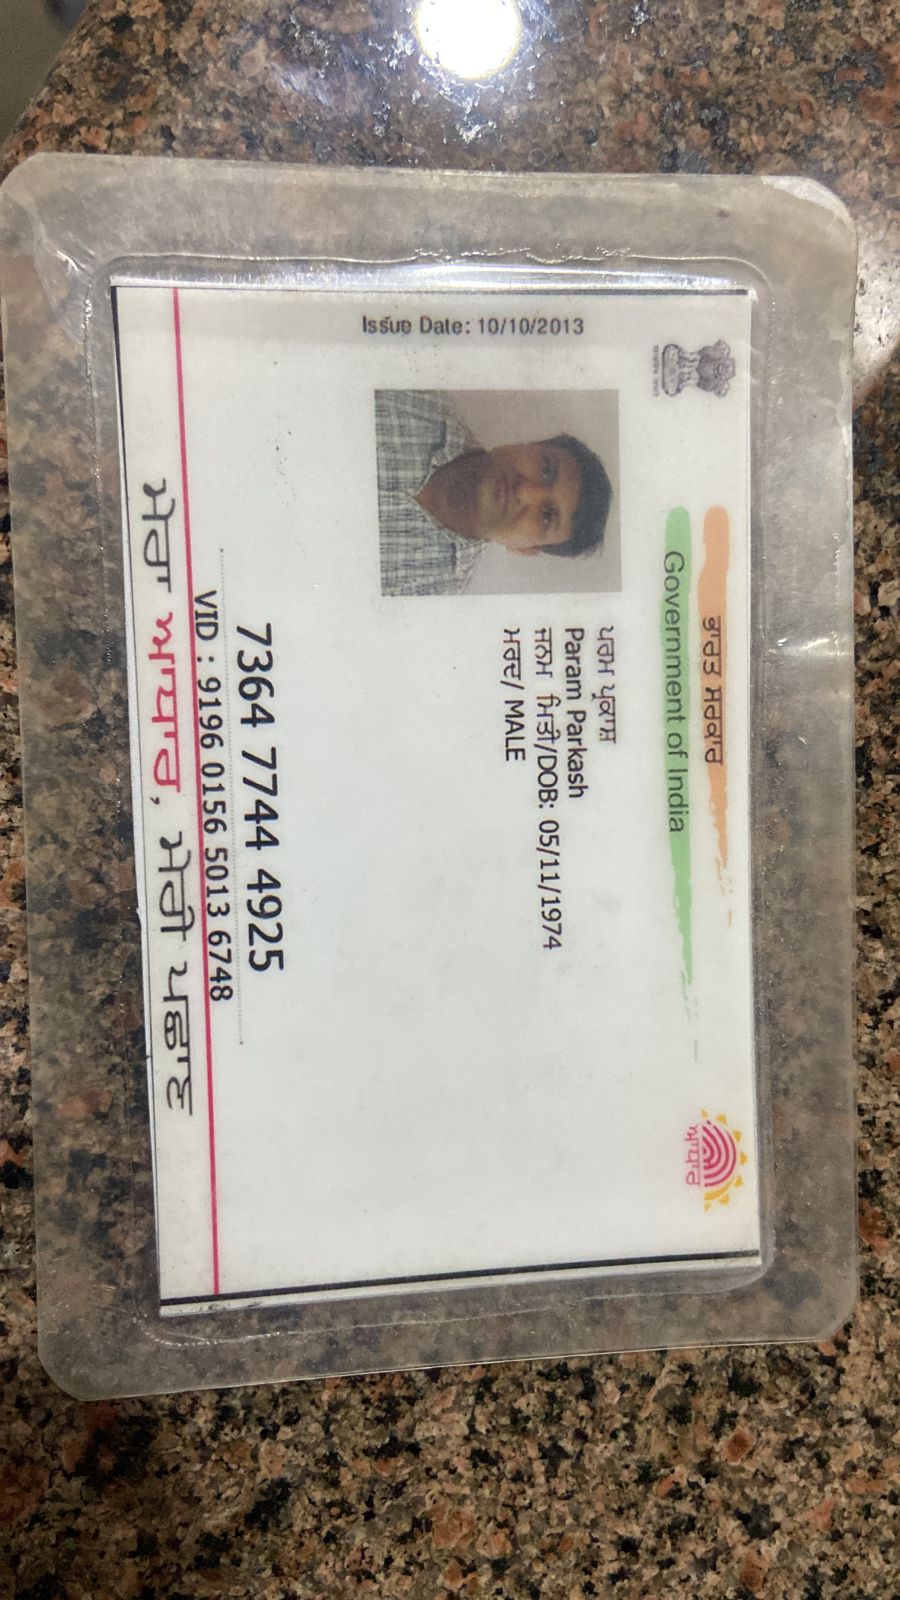 ਭਾਰਤ ਸਰਕਾਰ
Government of India
ਆਧਾਰ
Issue Date: 10/10/2013
ਪਰਮ ਪ੍ਰਕਾਸ਼
Param Parkash
ਜਨਮ ਮਿਤੀ/DOB: 05/11/1974
ਮਰਦ/ MALE
7364 7744 4925
VID : 9196 0156 5013 6748
ਮੇਰਾ ਆਧਾਰ, ਮੇਰੀ ਪਛਾਣ